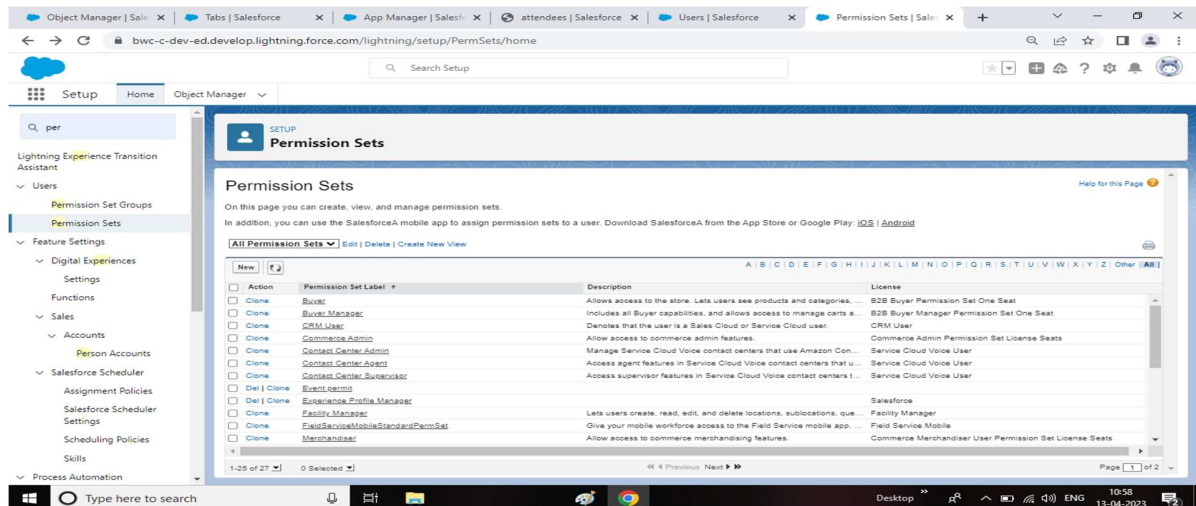 Object Manager | Sale
Tabs | Salesforce
App Manager | Salesfo
attendees | Salesforce
Users | Salesforce
Permission Sets | Sales
bwc-c-dev-ed.develop.lightning.force.com/lightning/setup/PermSets/home
Search Setup
Setup Home Object Manager
per
Lightning Experience Transition
Assistant
Users
Permission Set Groups
Permission Sets
Feature Settings
Digital Experiences
Settings
Functions
Sales
Accounts
Person Accounts
Salesforce Scheduler
Assignment Policies
Salesforce Scheduler
Settings
Scheduling Policies
Skills
Process Automation
SETUP
Permission Sets
Permission Sets
Help for this Page
On this page you can create, view, and manage permission sets.
In addition, you can use the SalesforceA mobile app to assign permission sets to a user. Download SalesforceA from the App Store or Google Play: iOS | Android
All Permission Sets Edit | Delete | Create New View
New A | B | C | D | E | F | G | H | I | J | K | L | M | N | O | P | Q | R | S | T | U | V | W | X | Y | Z | Other All
Action Permission Set Label Description License
Clone Buyer Allows access to the store. Lets users see products and categories, ... B2B Buyer Permission Set One Seat
Clone Buyer Manager Includes all Buyer capabilities, and allows access to manage carts a... B2B Buyer Manager Permission Set One Seat
Clone CRM User Denotes that the user is a Sales Cloud or Service Cloud user. CRM User
Clone Commerce Admin Allow access to commerce admin features. Commerce Admin Permission Set License Seats
Clone Contact Center Admin Manage Service Cloud Voice contact centers that use Amazon Con... Service Cloud Voice User
Clone Contact Center Agent Access agent features in Service Cloud Voice contact centers that u... Service Cloud Voice User
Clone Contact Center Supervisor Access supervisor features in Service Cloud Voice contact centers t... Service Cloud Voice User
Del | Clone Event permit
Del | Clone Experience Profile Manager Salesforce
Clone Facility Manager Lets users create, read, edit, and delete locations, sublocations, que... Facility Manager
Clone FieldServiceMobileStandardPermSet Give your mobile workforce access to the Field Service mobile app. ... Field Service Mobile
Clone Merchandiser Allow access to commerce merchandising features. Commerce Merchandiser User Permission Set License Seats
1-25 of 27 0 Selected Previous Next Page 1 of 2
Type here to search
Desktop
ENG
10:58
13-04-2023